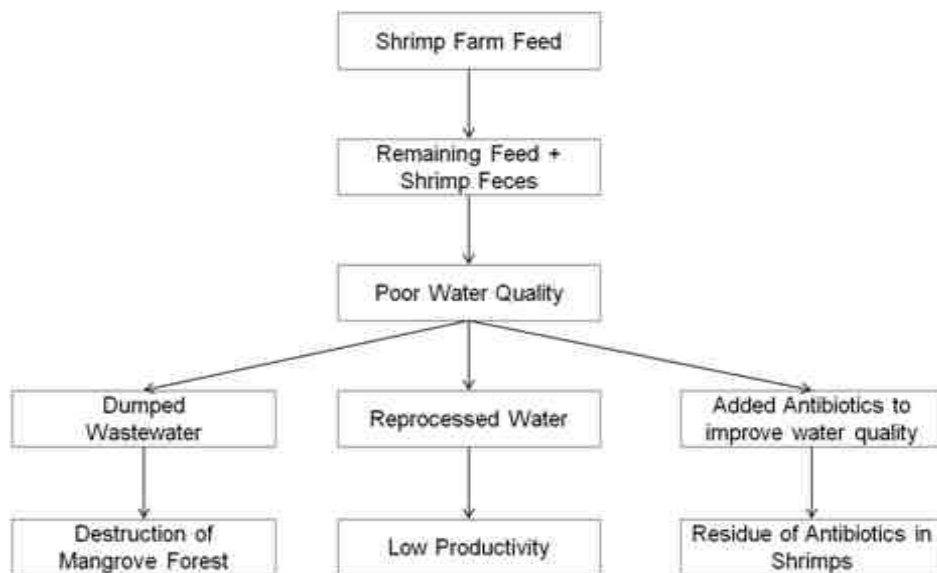 Shrimp Farm Feed
Remaining Feed +
Shrimp Feces
Poor Water Quality
Dumped
Wastewater
Reprocessed Water
Added Antibiotics to
improve water quality
Destruction of
Mangrove Forest
Low Productivity
Residue of Antibiotics in
Shrimps